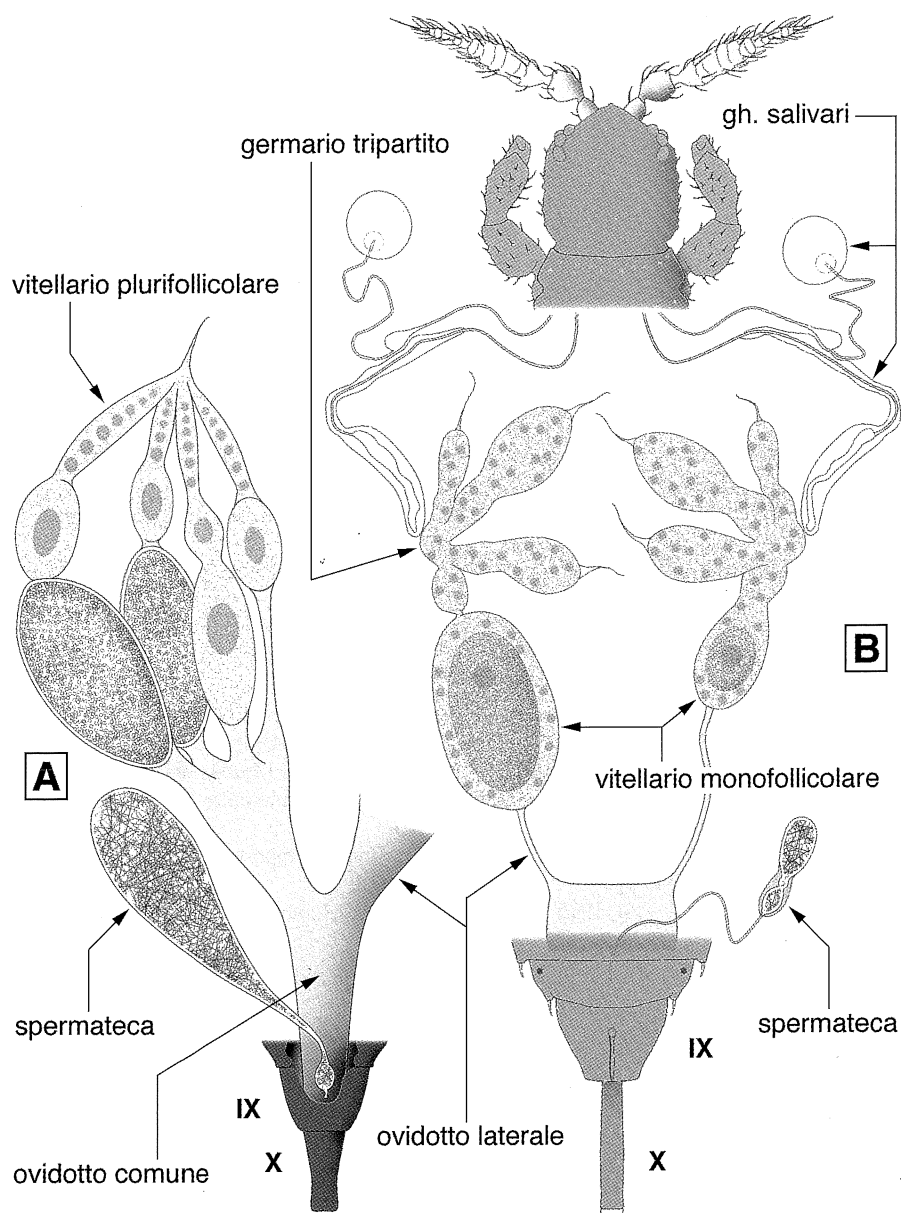 gh. salivari
germario tripartito
vitellario plurifollicolare
B
A
vitellario monofollicolare
spermateca
spermateca
IX
IX
ovidotto laterale
X
X
ovidotto comune